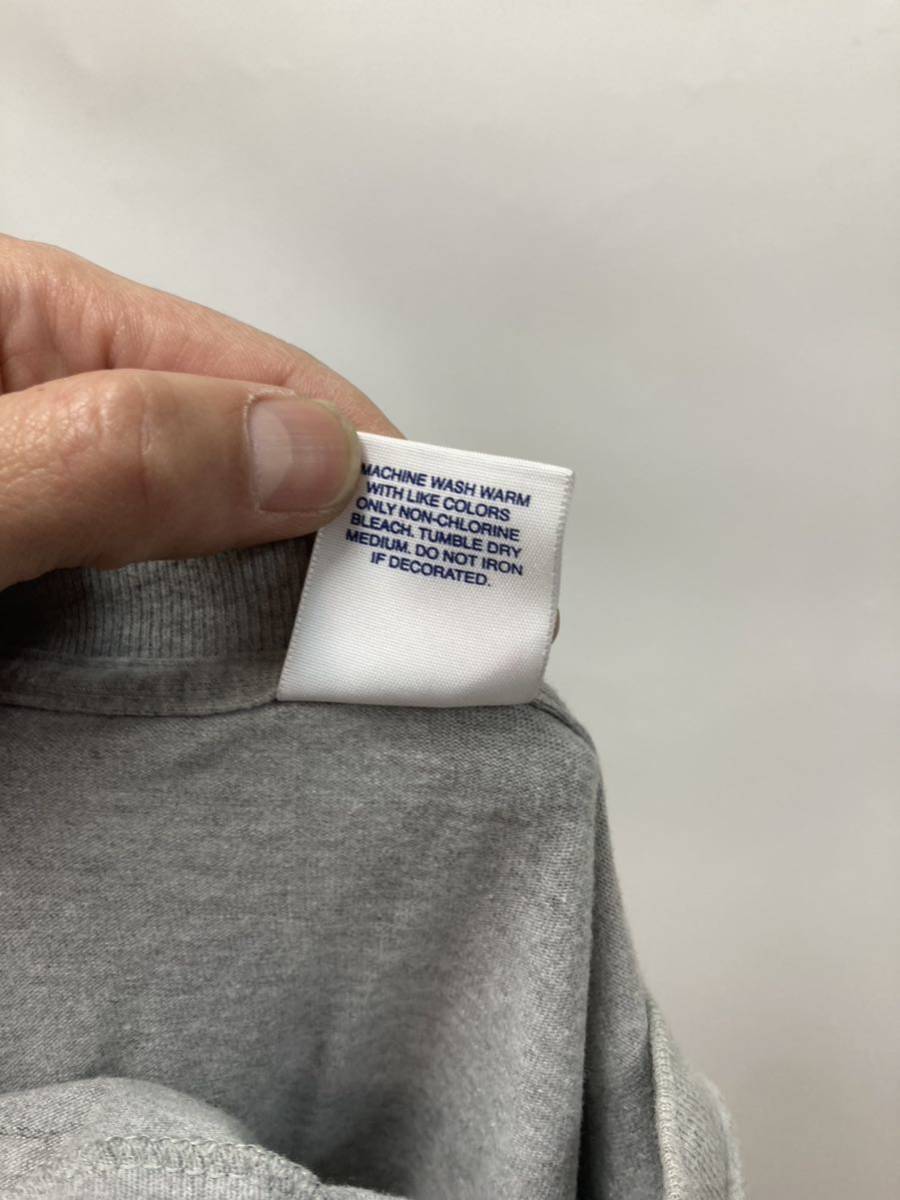 MACHINE WASH WARM
WITH LIKE COLORS
ONLY NON-CHLORINE
BLEACH. TUMBLE DRY
MEDIUM. DO NOT IRON
IF DECORATED.